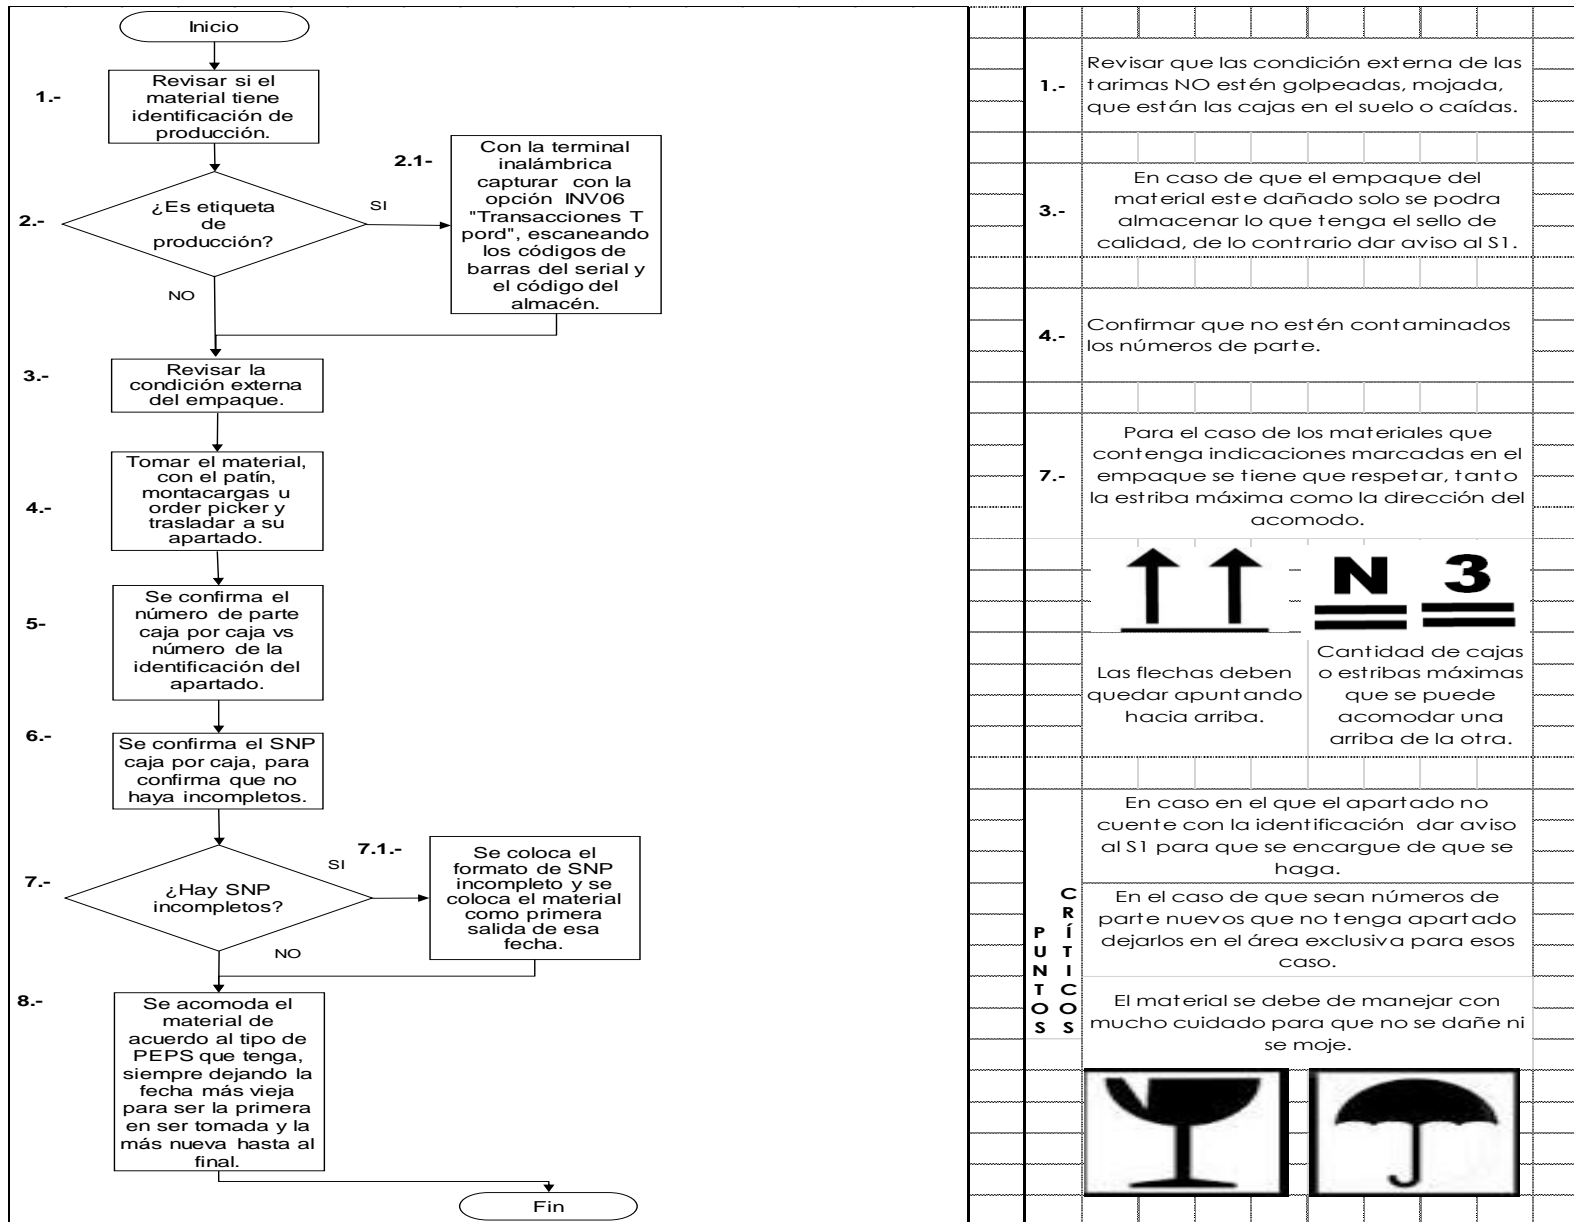 Inicio
1.-
Revisar si el
material tiene
identificación de
producción.
2.-
¿Es etiqueta
de
producción?
SI
2.1-
Con la terminal
inalámbrica
capturar con la
opción INV06
"Transacciones T
pord", escaneando
los códigos de
barras del serial y
el código del
almacén.
NO
3.-
Revisar la
condición externa
del empaque.
4.-
Tomar el material,
con el patín,
montacargas u
order picker y
trasladar a su
apartado.
5-
Se confirma el
número de parte
caja por caja vs
número de la
identificación del
apartado.
6.-
Se confirma el SNP
caja por caja, para
confirma que no
haya incompletos.
7.-
¿Hay SNP
incompletos?
SI
7.1.-
Se coloca el
formato de SNP
incompleto y se
coloca el material
como primera
salida de esa
fecha.
NO
8.-
Se acomoda el
material de
acuerdo al tipo de
PEPS que tenga,
siempre dejando la
fecha más vieja
para ser la primera
en ser tomada y la
más nueva hasta al
final.
Fin
1.-
Revisar que las condición externa de las
tarimas NO estén golpeadas, mojada,
que están las cajas en el suelo o caídas.
3.-
En caso de que el empaque del
material este dañado solo se podra
almacenar lo que tenga el sello de
calidad, de lo contrario dar aviso al S1.
4.-
Confirmar que no estén contaminados
los números de parte.
7.-
Para el caso de los materiales que
contenga indicaciones marcadas en el
empaque se tiene que respetar, tanto
la estriba máxima como la dirección del
acomodo.
N 3
Las flechas deben
quedar apuntando
hacia arriba.
Cantidad de cajas
o estribas máximas
que se puede
acomodar una
arriba de la otra.
PUNTOS
CRÍTICOS
En caso en el que el apartado no
cuente con la identificación dar aviso
al S1 para que se encargue de que se
haga.
En el caso de que sean números de
parte nuevos que no tenga apartado
dejarlos en el área exclusiva para esos
caso.
El material se debe de manejar con
mucho cuidado para que no se dañe ni
se moje.